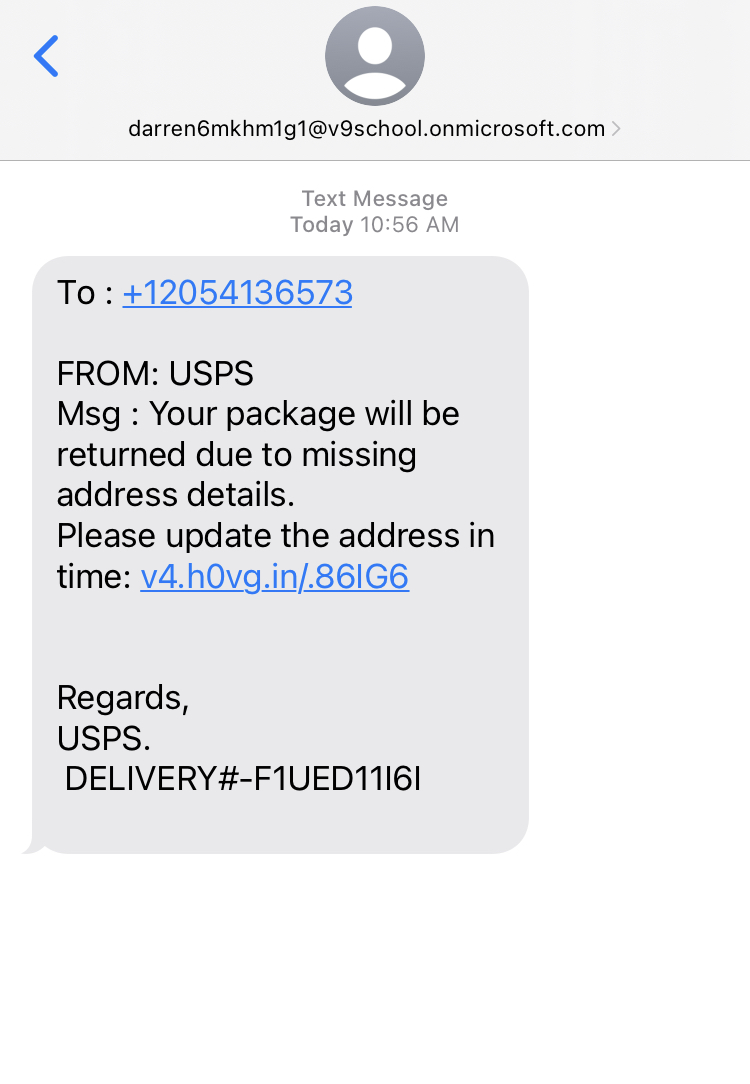 darren6mkhm1g1@v9school.onmicrosoft.com
Text Message
Today 10:56 AM
To : +12054136573
FROM: USPS
Msg : Your package will be
returned due to missing
address details.
Please update the address in
time: v4.h0vg.in/.86IG6
Regards,
USPS.
DELIVERY#-F1UED11I6I